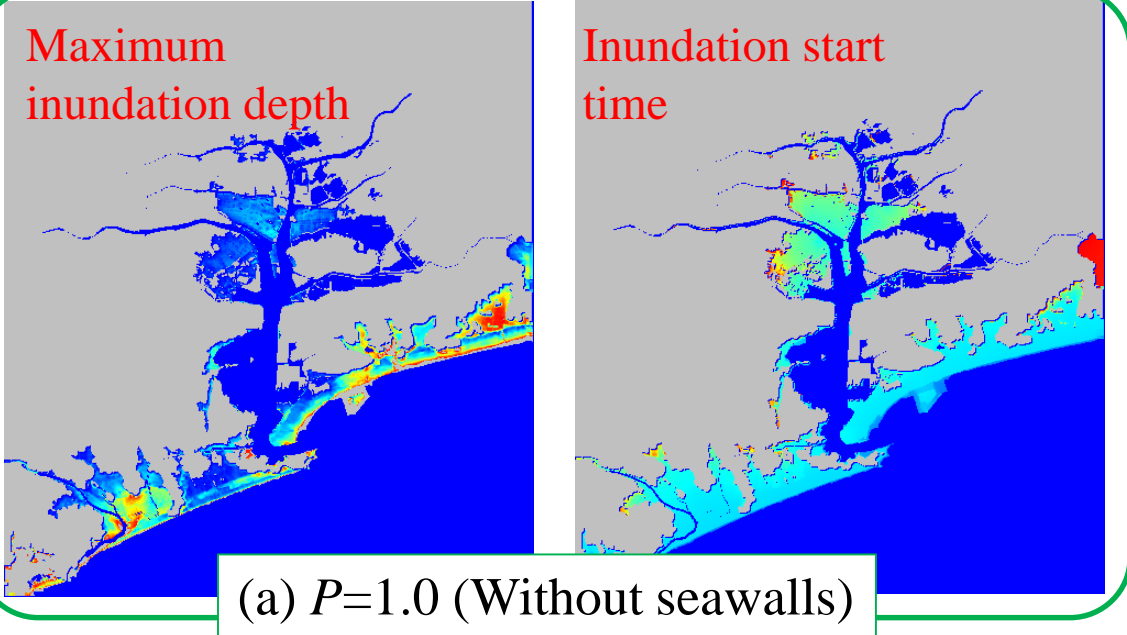 Maximum
inundation depth
Inundation start
time
(a) P=1.0 (Without seawalls)